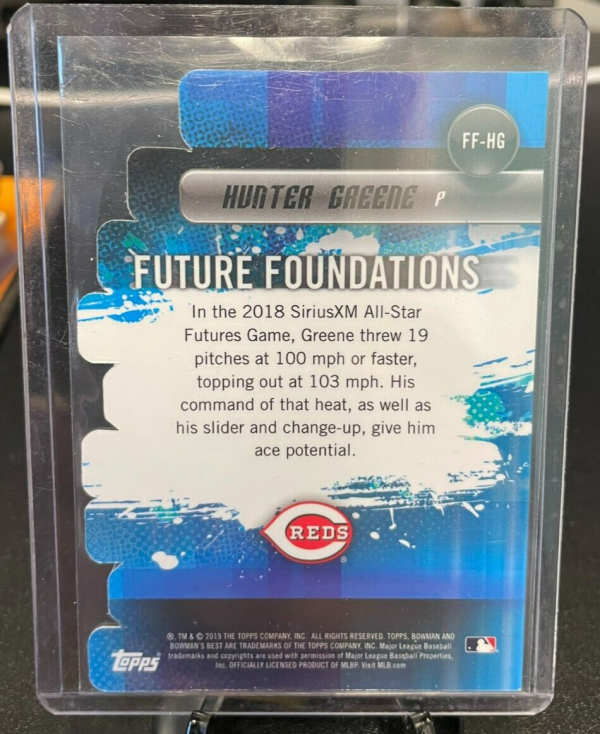 FF-HG
HUNTER GREENE P
FUTURE FOUNDATIONS
In the 2018 SiriusXM All-Star
Futures Game, Greene threw 19
pitches at 100 mph or faster,
topping out at 103 mph. His
command of that heat, as well as
his slider and change-up, give him
ace potential.
REDS
®, TM & © 2019 THE TOPPS COMPANY, INC. ALL RIGHTS RESERVED. TOPPS, BOWMAN AND
BOWMAN'S BEST ARE TRADEMARKS OF THE TOPPS COMPANY, INC. Major League Baseball
trademarks and copyrights are used with permission of Major League Baseball Properties,
Inc. OFFICIALLY LICENSED PRODUCT OF MLBP. Visit MLB.com
topps